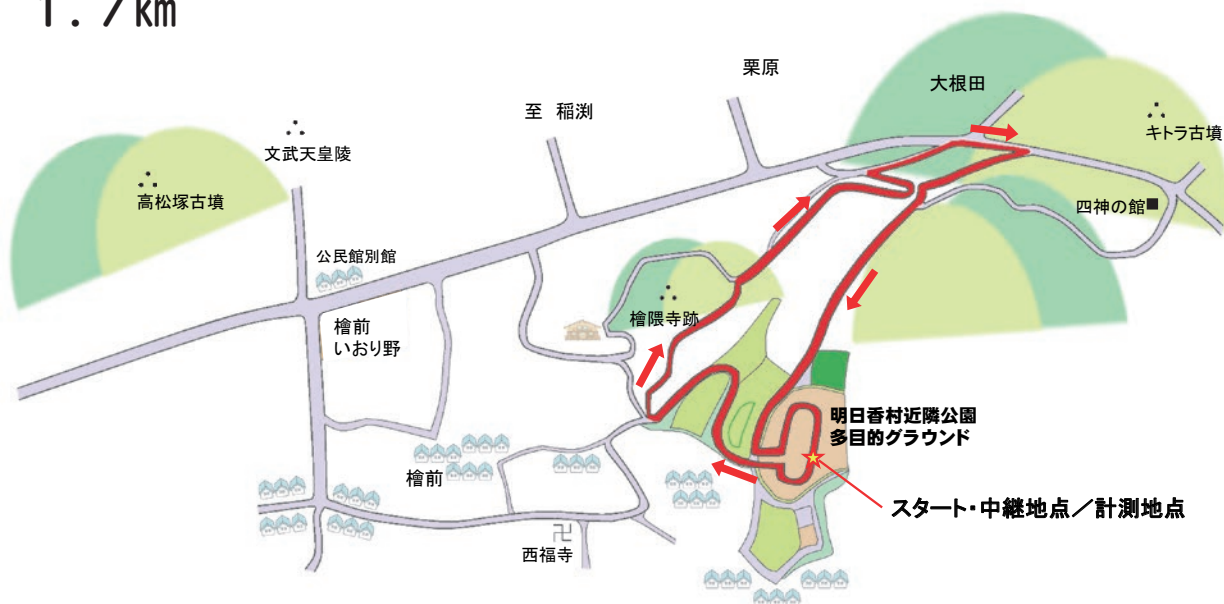 1.7km
栗原
大根田
至 稲渕
キトラ古墳
文武天皇陵
高松塚古墳
四神の館
公民館別館
檜隈寺跡
檜前
いおり野
明日香村近隣公園
多目的グラウンド
檜前
スタート・中継地点／計測地点
西福寺